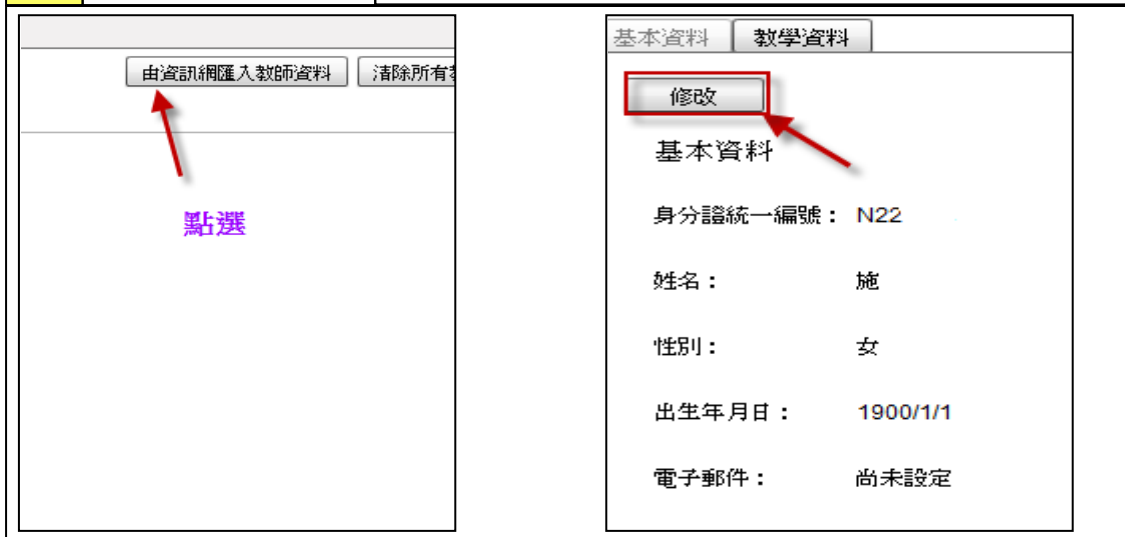 由資訊網匯入教師資料 清除所有
點選
基本資料 教學資料
修改
基本資料
身分證統一編號： N22
姓名： 施
性別： 女
出生年月日： 1900/1/1
電子郵件： 尚未設定